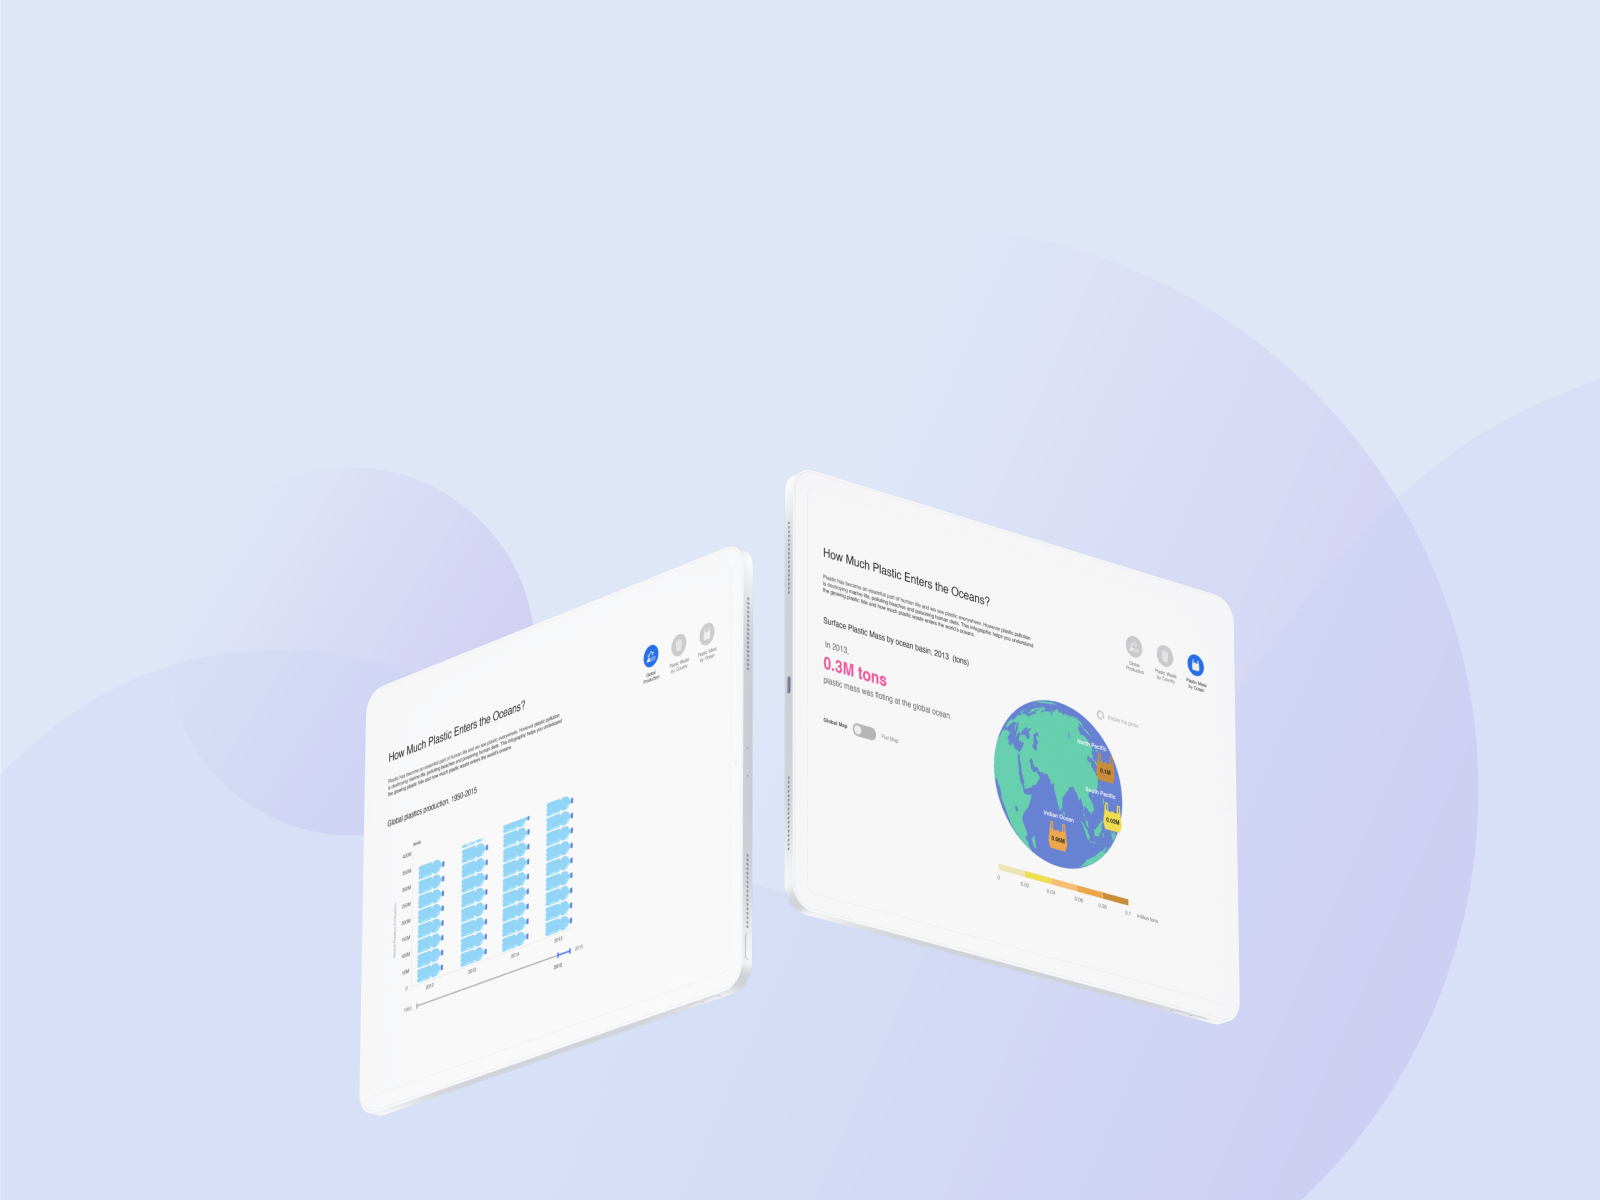 How Much Plastic Enters the Oceans?
Plastic has become an essential part of human life and we see plastic everywhere. However plastic pollution
is destroying marine life, polluting beaches and poisoning human diets. This infographic helps you understand
the growing plastic tide and how much plastic waste enters the world's oceans.
Global plastics production, 1950-2015
Global
Production
Plastic Waste
by Country
Plastic Mass
by Ocean
tons
400M
350M
300M
250M
200M
150M
100M
50M
0
2012
2013
2014
2015
1950
2012
2015
How Much Plastic Enters the Oceans?
Plastic has become an essential part of human life and we see plastic everywhere. However plastic pollution
is destroying marine life, polluting beaches and poisoning human diets. This infographic helps you understand
the growing plastic tide and how much plastic waste enters the world's oceans.
Surface Plastic Mass by ocean basin, 2013 (tons)
In 2013,
0.3M tons
plastic mass was floting at the global ocean.
Global Map
Flat Map
Global
Production
Plastic Waste
by Country
Plastic Mass
by Ocean
Rotate the globe
North Pacific
0.1M
South Pacific
0.02M
Indian Ocean
0.06M
0
0.02
0.04
0.06
0.08
0.1
million tons